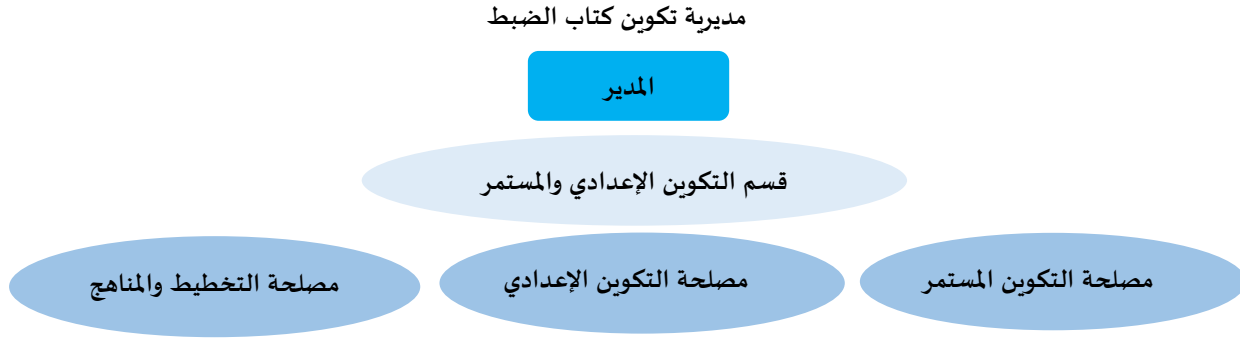 مديرية تكوين كتاب الضبط
المدير
قسم التكوين الإعدادي والمستمر
مصلحة التكوين المستمر
مصلحة التكوين الإعدادي
مصلحة التخطيط والمناهج